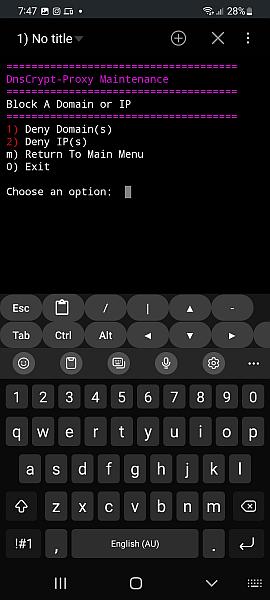 7:47
28%
1) No title
=====================================
DnsCrypt-Proxy Maintenance
=====================================
Block A Domain or IP
=====================================
1) Deny Domain(s)
2) Deny IP(s)
m) Return To Main Menu
0) Exit
Choose an option:
Esc / | ▲ -
Tab Ctrl Alt ◄ ▼ ►
1 2 3 4 5 6 7 8 9 0
q w e r t y u i o p
a s d f g h j k l
z x c v b n m
!#1 , English (AU) .